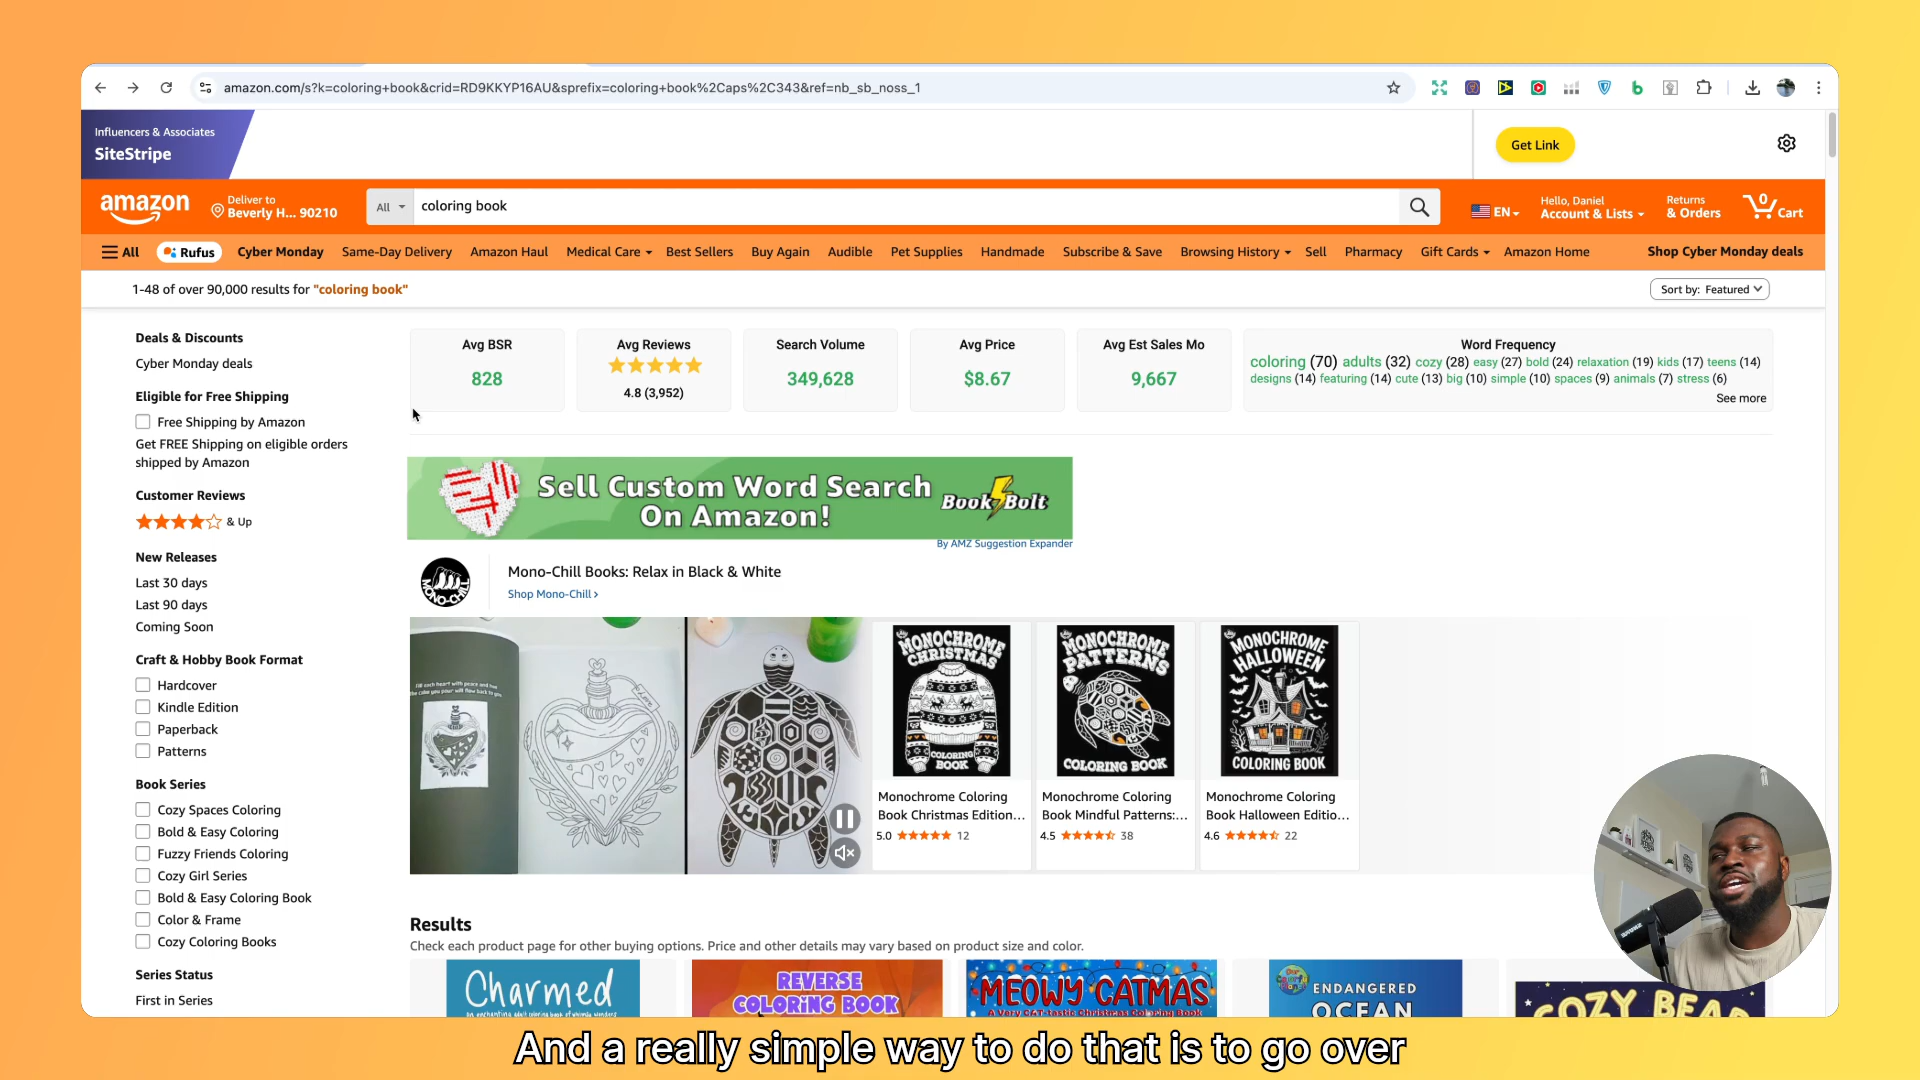 amazon.com/s?k=coloring+book&crid=RD9KKYP16AU&sprefix=coloring+book%2Caps%2C343&ref=nb_sb_noss_1
Influencers & Associates
SiteStripe
Get Link
amazon
Deliver to
Beverly H... 90210
All
coloring book
EN
Hello, Daniel
Account & Lists
Returns
& Orders
0
Cart
All
Rufus
Cyber Monday
Same-Day Delivery
Amazon Haul
Medical Care
Best Sellers
Buy Again
Audible
Pet Supplies
Handmade
Subscribe & Save
Browsing History
Sell
Pharmacy
Gift Cards
Amazon Home
Shop Cyber Monday deals
1-48 of over 90,000 results for "coloring book"
Sort by: Featured
Deals & Discounts
Cyber Monday deals
Eligible for Free Shipping
Free Shipping by Amazon
Get FREE Shipping on eligible orders
shipped by Amazon
Customer Reviews
& Up
New Releases
Last 30 days
Last 90 days
Coming Soon
Craft & Hobby Book Format
Hardcover
Kindle Edition
Paperback
Patterns
Book Series
Cozy Spaces Coloring
Bold & Easy Coloring
Fuzzy Friends Coloring
Cozy Girl Series
Bold & Easy Coloring Book
Color & Frame
Cozy Coloring Books
Series Status
First in Series
Avg BSR
828
Avg Reviews
4.8 (3,952)
Search Volume
349,628
Avg Price
$8.67
Avg Est Sales Mo
9,667
Word Frequency
coloring (70) adults (32) cozy (28) easy (27) bold (24) relaxation (19) kids (17) teens (14)
designs (14) featuring (14) cute (13) big (10) simple (10) spaces (9) animals (7) stress (6)
See more
Sell Custom Word Search
On Amazon!
Book Bolt
By AMZ Suggestion Expander
MONO-CHILL
Mono-Chill Books: Relax in Black & White
Shop Mono-Chill ›
MONOCHROME
CHRISTMAS
COLORING
BOOK
MONOCHROME
PATTERNS
COLORING BOOK
MONOCHROME
HALLOWEEN
COLORING BOOK
Monochrome Coloring
Book Christmas Edition...
5.0
12
Monochrome Coloring
Book Mindful Patterns:...
4.5
38
Monochrome Coloring
Book Halloween Editio...
4.6
22
Results
Check each product page for other buying options. Price and other details may vary based on product size and color.
Charmed
REVERSE
COLORING BOOK
MEOWY CATMAS
A Very CAT-tastic Christmas Coloring Book
ENDANGERED
OCEAN
COZY BEAR
And a really simple way to do that is to go over